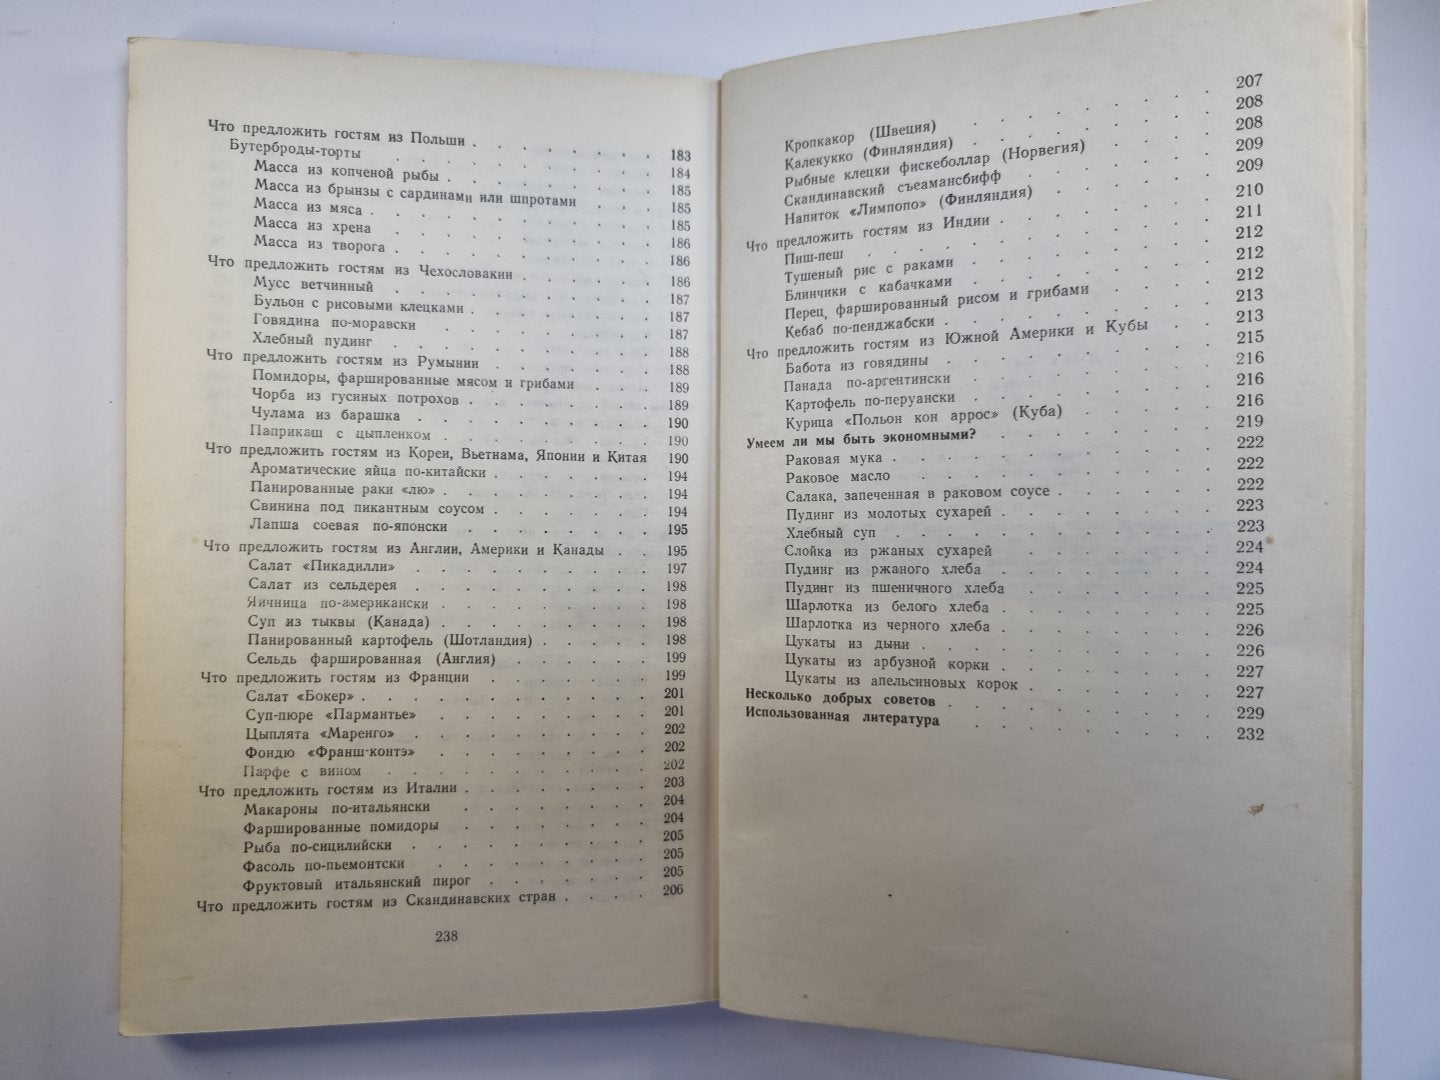 Что предложить гостям из Польши . . . . . . . 183
Бутерброды-торты . . . . . . . . . . 184
Масса из копченой рыбы . . . . . . . . 185
Масса из брынзы с сардинами или шпротами . . . 185
Масса из мяса . . . . . . . . . . . 185
Масса из хрена . . . . . . . . . . 186
Масса из творога . . . . . . . . . . 186
Что предложить гостям из Чехословакии . . . . . 186
Мусс ветчинный . . . . . . . . . . 187
Бульон с рисовыми клецками . . . . . . . 187
Говядина по-моравски . . . . . . . . . 187
Хлебный пудинг . . . . . . . . . . 188
Что предложить гостям из Румынии . . . . . . 188
Помидоры, фаршированные мясом и грибами . . . 189
Чорба из гусиных потрохов . . . . . . . 189
Чулама из барашка . . . . . . . . . 190
Паприкаш с цыпленком . . . . . . . . 190
Что предложить гостям из Кореи, Вьетнама, Японии и Китая 190
Ароматические яйца по-китайски . . . . . . 194
Панированные раки «лю» . . . . . . . . 194
Свинина под пикантным соусом . . . . . . 194
Лапша соевая по-японски . . . . . . . 195
Что предложить гостям из Англии, Америки и Канады . . 195
Салат «Пикадилли» . . . . . . . . . 197
Салат из сельдерея . . . . . . . . . 198
Яичница по-американски . . . . . . . . 198
Суп из тыквы (Канада) . . . . . . . . 198
Панированный картофель (Шотландия) . . . . . 198
Сельдь фаршированная (Англия) . . . . . . 199
Что предложить гостям из Франции . . . . . . 199
Салат «Бокер» . . . . . . . . . . . 201
Суп-пюре «Пармантье» . . . . . . . . 201
Цыплята «Маренго» . . . . . . . . . 202
Фондю «Франш-контэ» . . . . . . . . 202
Парфе с вином . . . . . . . . . . 202
Что предложить гостям из Италии . . . . . . . 203
Макароны по-итальянски . . . . . . . . 204
Фаршированные помидоры . . . . . . . 204
Рыба по-сицилийски . . . . . . . . . 205
Фасоль по-пьемонтски . . . . . . . . 205
Фруктовый итальянский пирог . . . . . . . 205
Что предложить гостям из Скандинавских стран . . . . 206
238
Кропкакор (Швеция) . . . . . . . . . 207
Калекукко (Финляндия) . . . . . . . . 208
Рыбные клецки фискеболлар (Норвегия) . . . . 208
Скандинавский съеамансбифф . . . . . . . 209
Напиток «Лимпопо» (Финляндия) . . . . . . 209
Что предложить гостям из Индии . . . . . . . 210
Пиш-пеш . . . . . . . . . . . . 211
Тушеный рис с раками . . . . . . . . 212
Блинчики с кабачками . . . . . . . . 212
Перец, фаршированный рисом и грибами . . . . 212
Кебаб по-пенджабски . . . . . . . . . 213
Что предложить гостям из Южной Америки и Кубы . . 213
Бабота из говядины . . . . . . . . . 215
Панада по-аргентински . . . . . . . . 216
Картофель по-перуански . . . . . . . . 216
Курица «Польон кон аррос» (Куба) . . . . . 216
Умеем ли мы быть экономными? . . . . . . . 219
Раковая мука . . . . . . . . . . . 222
Раковое масло . . . . . . . . . . 222
Салака, запеченная в раковом соусе . . . . . . 222
Пудинг из молотых сухарей . . . . . . . 223
Хлебный суп . . . . . . . . . . . 223
Слойка из ржаных сухарей . . . . . . . 224
Пудинг из ржаного хлеба . . . . . . . . 224
Пудинг из пшеничного хлеба . . . . . . . 225
Шарлотка из белого хлеба . . . . . . . . 225
Шарлотка из черного хлеба . . . . . . . 226
Цукаты из дыни . . . . . . . . . . 226
Цукаты из арбузной корки . . . . . . . . 227
Цукаты из апельсиновых корок . . . . . . . 227
Несколько добрых советов . . . . . . . . . 229
Использованная литература . . . . . . . . 232